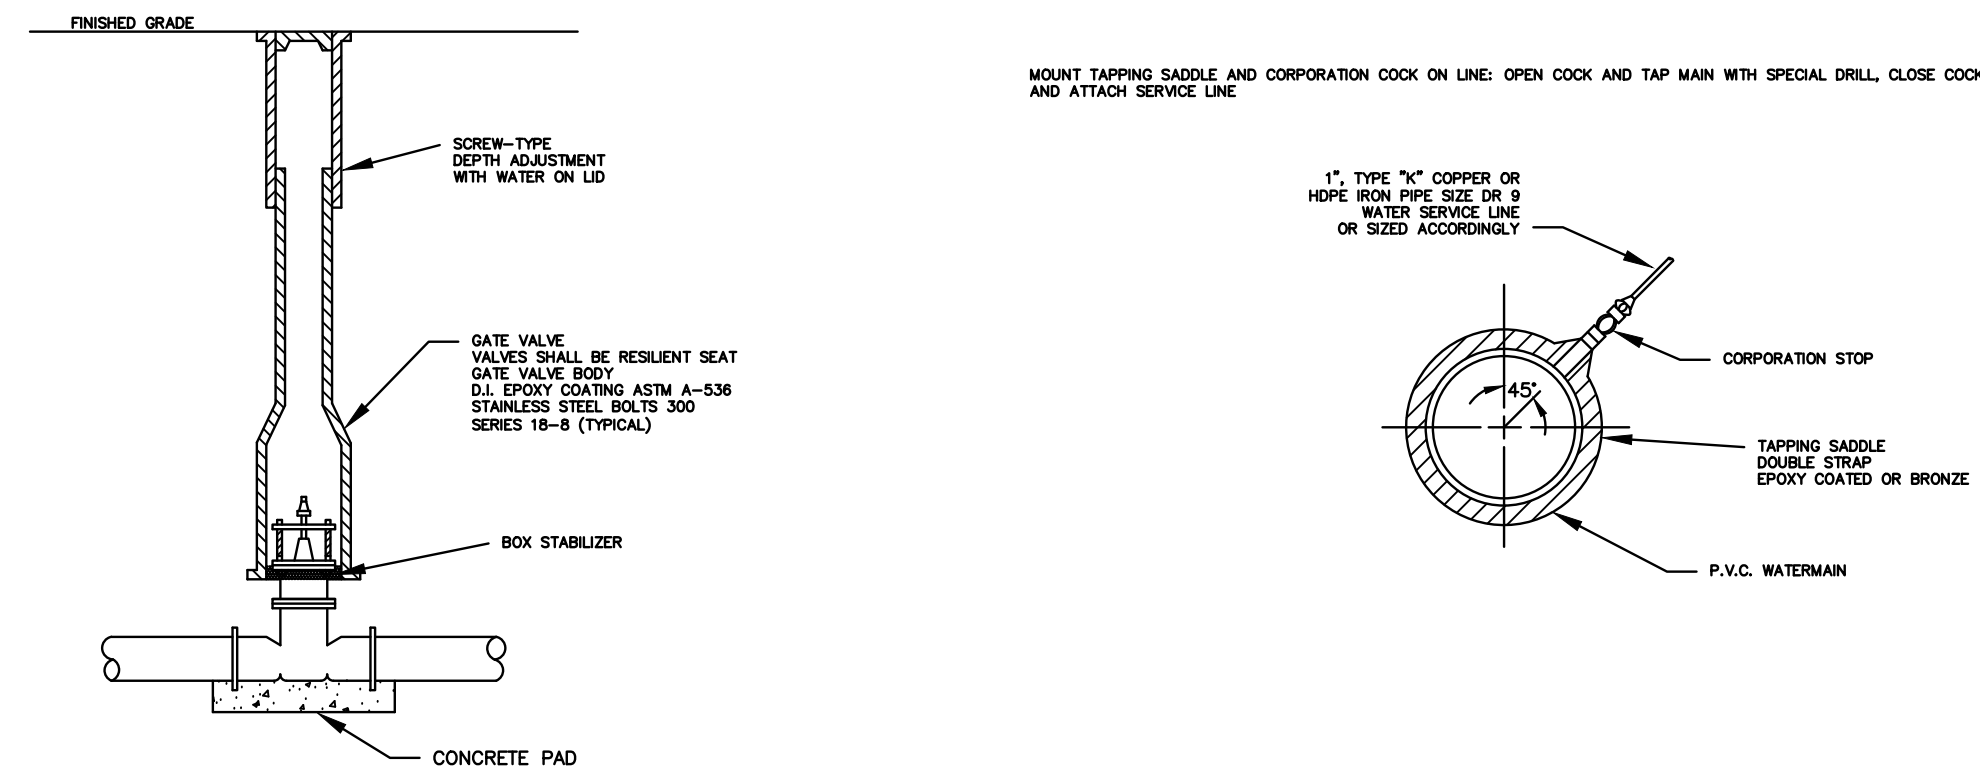 FINISHED GRADE
SCREW-TYPE
DEPTH ADJUSTMENT
WITH WATER ON LID
GATE VALVE
VALVES SHALL BE RESILIENT SEAT
GATE VALVE BODY
D.I. EPOXY COATING ASTM A-536
STAINLESS STEEL BOLTS 300
SERIES 18-8 (TYPICAL)
BOX STABILIZER
CONCRETE PAD
MOUNT TAPPING SADDLE AND CORPORATION COCK ON LINE: OPEN COCK AND TAP MAIN WITH SPECIAL DRILL, CLOSE COCK
AND ATTACH SERVICE LINE
1", TYPE "K" COPPER OR
HDPE IRON PIPE SIZE DR 9
WATER SERVICE LINE
OR SIZED ACCORDINGLY
CORPORATION STOP
45°
TAPPING SADDLE
DOUBLE STRAP
EPOXY COATED OR BRONZE
P.V.C. WATERMAIN